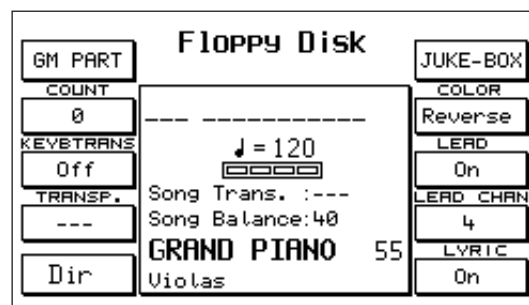 Floppy Disk
GM PART
JUKE-BOX
COUNT
0
COLOR
Reverse
--- -----------
KEYBTRANS
Off
♩=120
LEAD
On
TRANSP.
---
Song Trans. :---
LEAD CHAN
4
Song Balance:40
GRAND PIANO 55
LYRIC
On
Dir
Violas